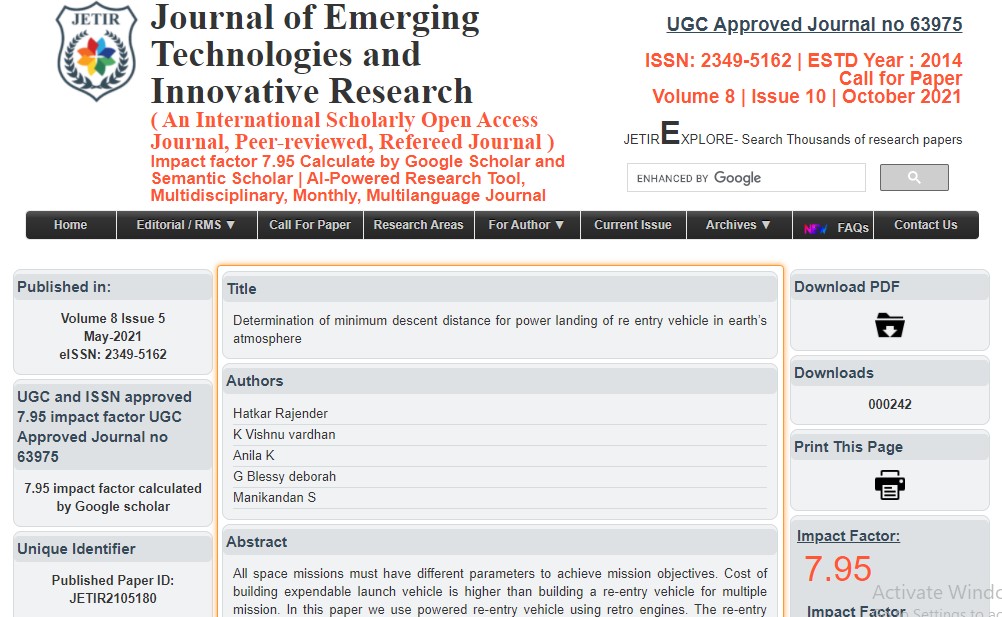 JETIR
Journal of Emerging
Technologies and
Innovative Research
( An International Scholarly Open Access
Journal, Peer-reviewed, Refereed Journal )
Impact factor 7.95 Calculate by Google Scholar and
Semantic Scholar | AI-Powered Research Tool,
Multidisciplinary, Monthly, Multilanguage Journal
UGC Approved Journal no 63975
ISSN: 2349-5162 | ESTD Year : 2014
Call for Paper
Volume 8 | Issue 10 | October 2021
JETIREXPLORE- Search Thousands of research papers
ENHANCED BY Google
Home
Editorial / RMS ▼
Call For Paper
Research Areas
For Author ▼
Current Issue
Archives ▼
NEW FAQs
Contact Us
Published in:
Volume 8 Issue 5
May-2021
eISSN: 2349-5162
UGC and ISSN approved
7.95 impact factor UGC
Approved Journal no
63975
7.95 impact factor calculated
by Google scholar
Unique Identifier
Published Paper ID:
JETIR2105180
Title
Determination of minimum descent distance for power landing of re entry vehicle in earth's
atmosphere
Authors
Hatkar Rajender
K Vishnu vardhan
Anila K
G Blessy deborah
Manikandan S
Abstract
All space missions must have different parameters to achieve mission objectives. Cost of
building expendable launch vehicle is higher than building a re-entry vehicle for multiple
mission. In this paper we use powered re-entry vehicle using retro engines. The re-entry
Download PDF
Downloads
000242
Print This Page
Impact Factor:
7.95
Impact Factor
Activate Windo
Go to Settings to ac